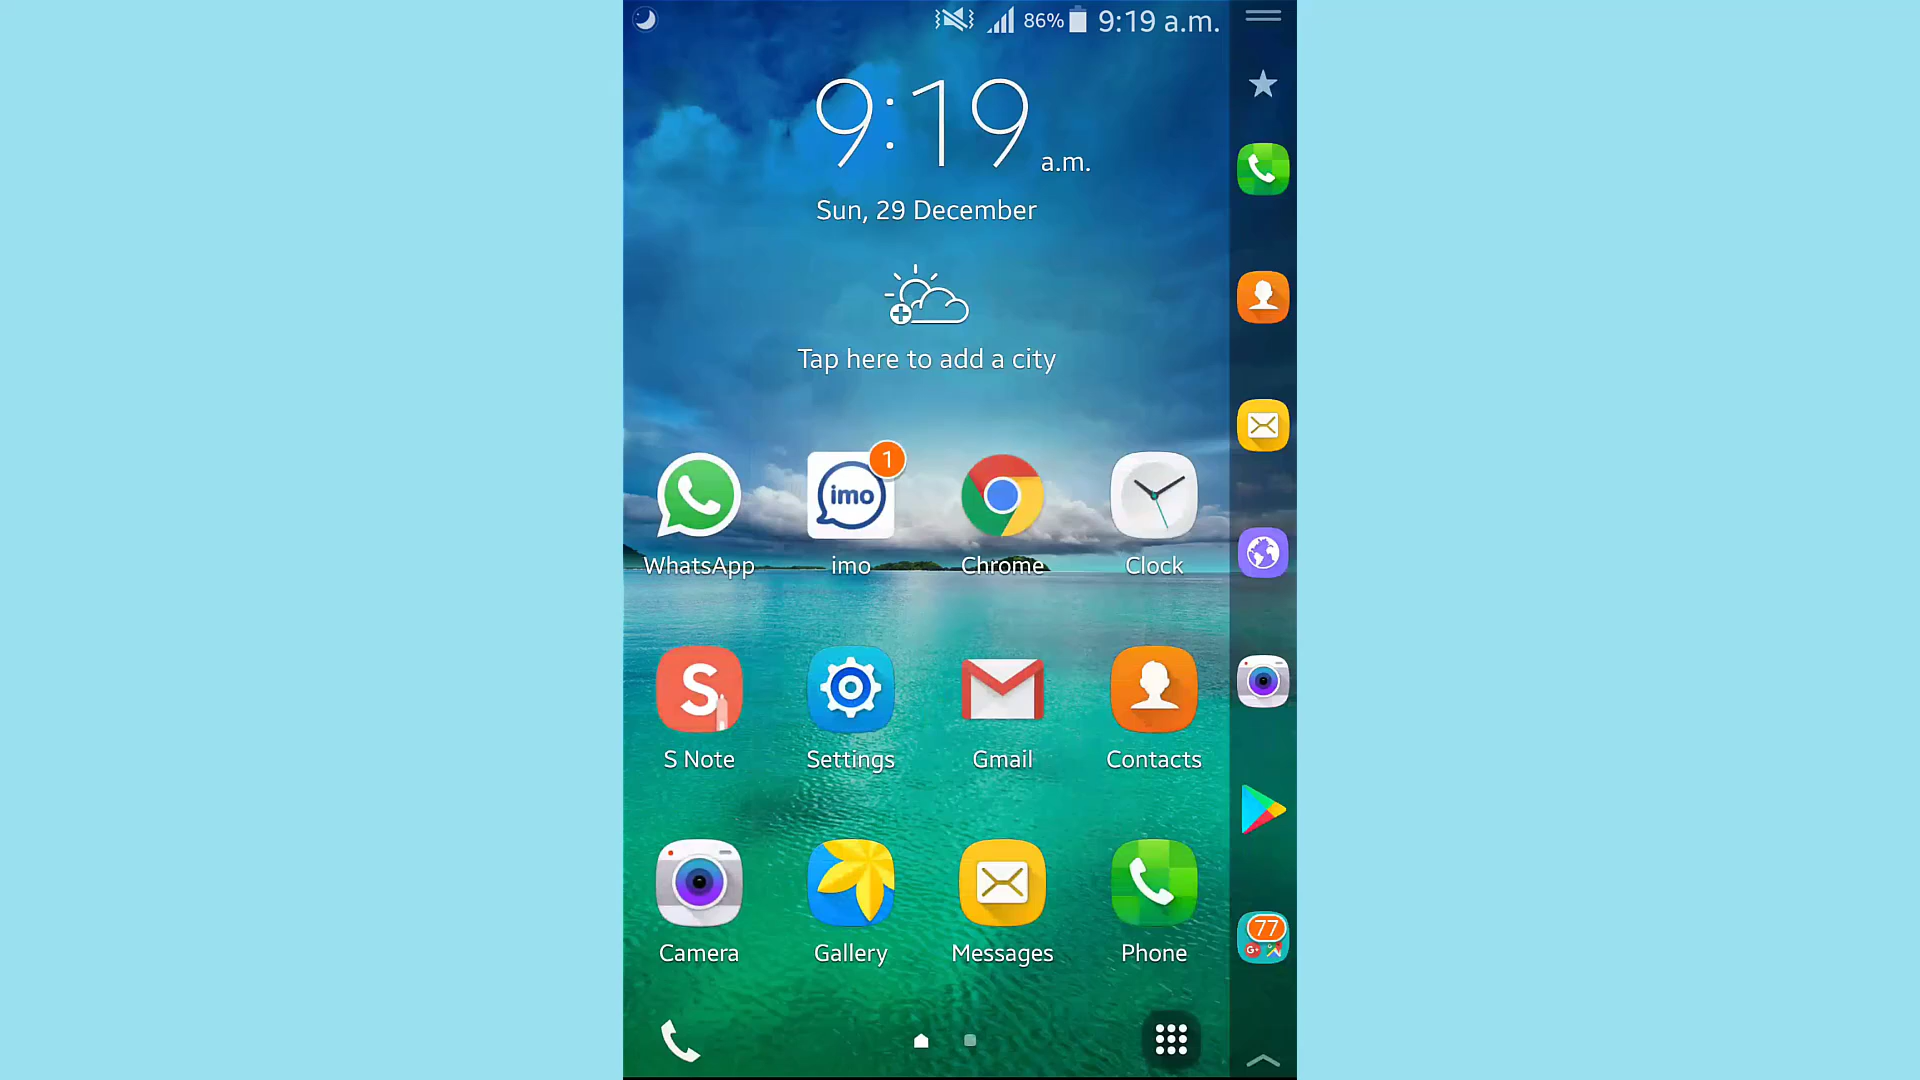 86% 9:19 a.m.
9:19 a.m.
Sun, 29 December
Tap here to add a city
1
imo
WhatsApp imo Chrome Clock
S
S Note Settings Gmail Contacts
77
G+
Camera Gallery Messages Phone